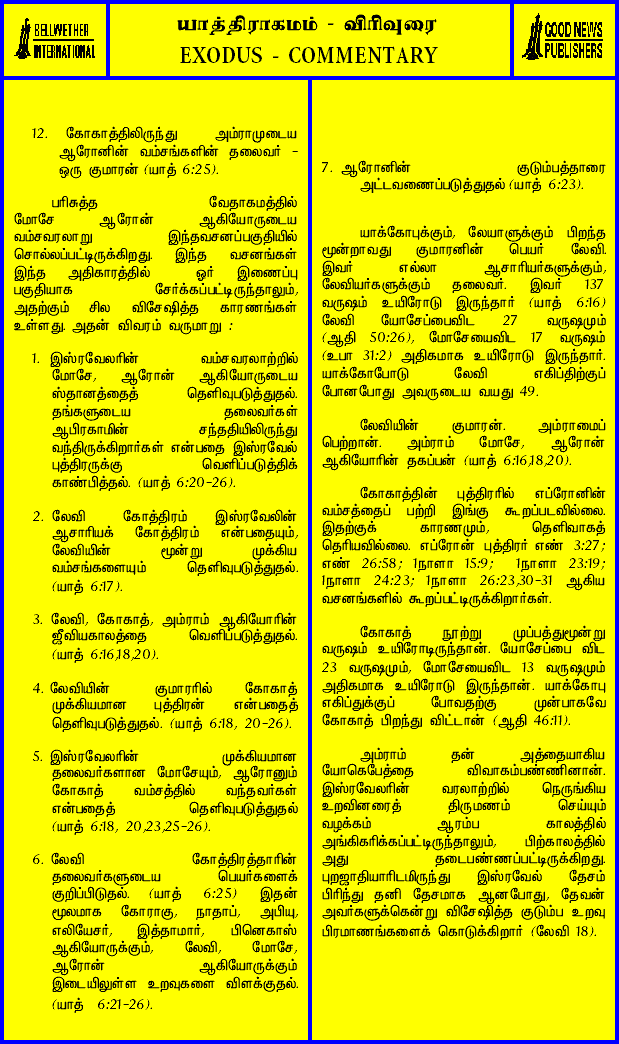 BELLWETHER
INTERNATIONAL
யாத்திராகமம் - விரிவுரை
EXODUS - COMMENTARY
GOOD NEWS
PUBLISHERS
12. கோகாத்திலிருந்து அம்ராமுடைய
ஆரோனின் வம்சங்களின் தலைவர் -
ஒரு குமாரன் (யாத் 6:25).
பரிசுத்த வேதாகமத்தில்
மோசே ஆரோன் ஆகியோருடைய
வம்சவரலாறு இந்தவசனப்பகுதியில்
சொல்லப்பட்டிருக்கிறது. இந்த வசனங்கள்
இந்த அதிகாரத்தில் ஓர் இணைப்பு
பகுதியாக சேர்க்கப்பட்டிருந்தாலும்,
அதற்கும் சில விசேஷித்த காரணங்கள்
உள்ளது. அதன் விவரம் வருமாறு :
1. இஸ்ரவேலரின் வம்சவரலாற்றில்
மோசே, ஆரோன் ஆகியோருடைய
ஸ்தானத்தைத் தெளிவுபடுத்துதல்.
தங்களுடைய தலைவர்கள்
ஆபிரகாமின் சந்ததியிலிருந்து
வந்திருக்கிறார்கள் என்பதை இஸ்ரவேல்
புத்திரருக்கு வெளிப்படுத்திக்
காண்பித்தல். (யாத் 6:20-26).
2. லேவி கோத்திரம் இஸ்ரவேலின்
ஆசாரியக் கோத்திரம் என்பதையும்,
லேவியின் மூன்று முக்கிய
வம்சங்களையும் தெளிவுபடுத்துதல்.
(யாத் 6:17).
3. லேவி, கோகாத், அம்ராம் ஆகியோரின்
ஜீவியகாலத்தை வெளிப்படுத்துதல்.
(யாத் 6:16,18,20).
4. லேவியின் குமாரரில் கோகாத்
முக்கியமான புத்திரன் என்பதைத்
தெளிவுபடுத்துதல். (யாத் 6:18, 20-26).
5. இஸ்ரவேலரின் முக்கியமான
தலைவர்களான மோசேயும், ஆரோனும்
கோகாத் வம்சத்தில் வந்தவர்கள்
என்பதைத் தெளிவுபடுத்துதல்
(யாத் 6:18, 20,23,25-26).
6. லேவி கோத்திரத்தாரின்
தலைவர்களுடைய பெயர்களைக்
குறிப்பிடுதல். (யாத் 6:25) இதன்
மூலமாக கோராகு, நாதாப், அபியு,
எலியேசர், இத்தாமார், பினெகாஸ்
ஆகியோருக்கும், லேவி, மோசே,
ஆரோன் ஆகியோருக்கும்
இடையிலுள்ள உறவுகளை விளக்குதல்.
(யாத் 6:21-26).
7. ஆரோனின் குடும்பத்தாரை
அட்டவணைப்படுத்துதல் (யாத் 6:23).
யாக்கோபுக்கும், லேயாளுக்கும் பிறந்த
மூன்றாவது குமாரனின் பெயர் லேவி.
இவர் எல்லா ஆசாரியர்களுக்கும்,
லேவியர்களுக்கும் தலைவர். இவர் 137
வருஷம் உயிரோடு இருந்தார் (யாத் 6:16)
லேவி யோசேப்பைவிட 27 வருஷமும்
(ஆதி 50:26), மோசேயைவிட 17 வருஷம்
(உபா 31:2) அதிகமாக உயிரோடு இருந்தார்.
யாக்கோபோடு லேவி எகிப்திற்குப்
போனபோது அவருடைய வயது 49.
லேவியின் குமாரன். அம்ராமைப்
பெற்றான். அம்ராம் மோசே, ஆரோன்
ஆகியோரின் தகப்பன் (யாத் 6:16,18,20).
கோகாத்தின் புத்திரரில் எப்ரோனின்
வம்சத்தைப் பற்றி இங்கு கூறப்படவில்லை.
இதற்குக் காரணமும், தெளிவாகத்
தெரியவில்லை. எப்ரோன் புத்திரர் எண் 3:27;
எண் 26:58; 1நாளா 15:9; 1நாளா 23:19;
1நாளா 24:23; 1நாளா 26:23,30-31 ஆகிய
வசனங்களில் கூறப்பட்டிருக்கிறார்கள்.
கோகாத் நூற்று முப்பத்துமூன்று
வருஷம் உயிரோடிருந்தான். யோசேப்பை விட
23 வருஷமும், மோசேயைவிட 13 வருஷமும்
அதிகமாக உயிரோடு இருந்தான். யாக்கோபு
எகிப்துக்குப் போவதற்கு முன்பாகவே
கோகாத் பிறந்து விட்டான் (ஆதி 46:11).
அம்ராம் தன் அத்தையாகிய
யோகெபேத்தை விவாகம்பண்ணினான்.
இஸ்ரவேலரின் வரலாற்றில் நெருங்கிய
உறவினரைத் திருமணம் செய்யும்
வழக்கம் ஆரம்ப காலத்தில்
அங்கிகரிக்கப்பட்டிருந்தாலும், பிற்காலத்தில்
அது தடைபண்ணப்பட்டிருக்கிறது.
புறஜாதியாரிடமிருந்து இஸ்ரவேல் தேசம்
பிரிந்து தனி தேசமாக ஆனபோது, தேவன்
அவர்களுக்கென்று விசேஷித்த குடும்ப உறவு
பிரமாணங்களைக் கொடுக்கிறார் (லேவி 18).